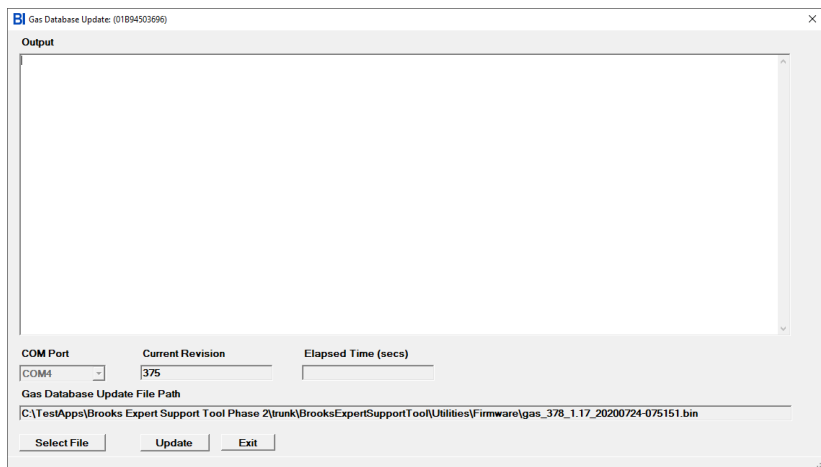 BI Gas Database Update: (01B94503696)
Output
COM Port Current Revision Elapsed Time (secs)
COM4 375
Gas Database Update File Path
C:\TestApps\Brooks Expert Support Tool Phase 2\trunk\BrooksExpertSupportTool\Utilities\Firmware\gas_378_1.17_20200724-075151.bin
Select File Update Exit